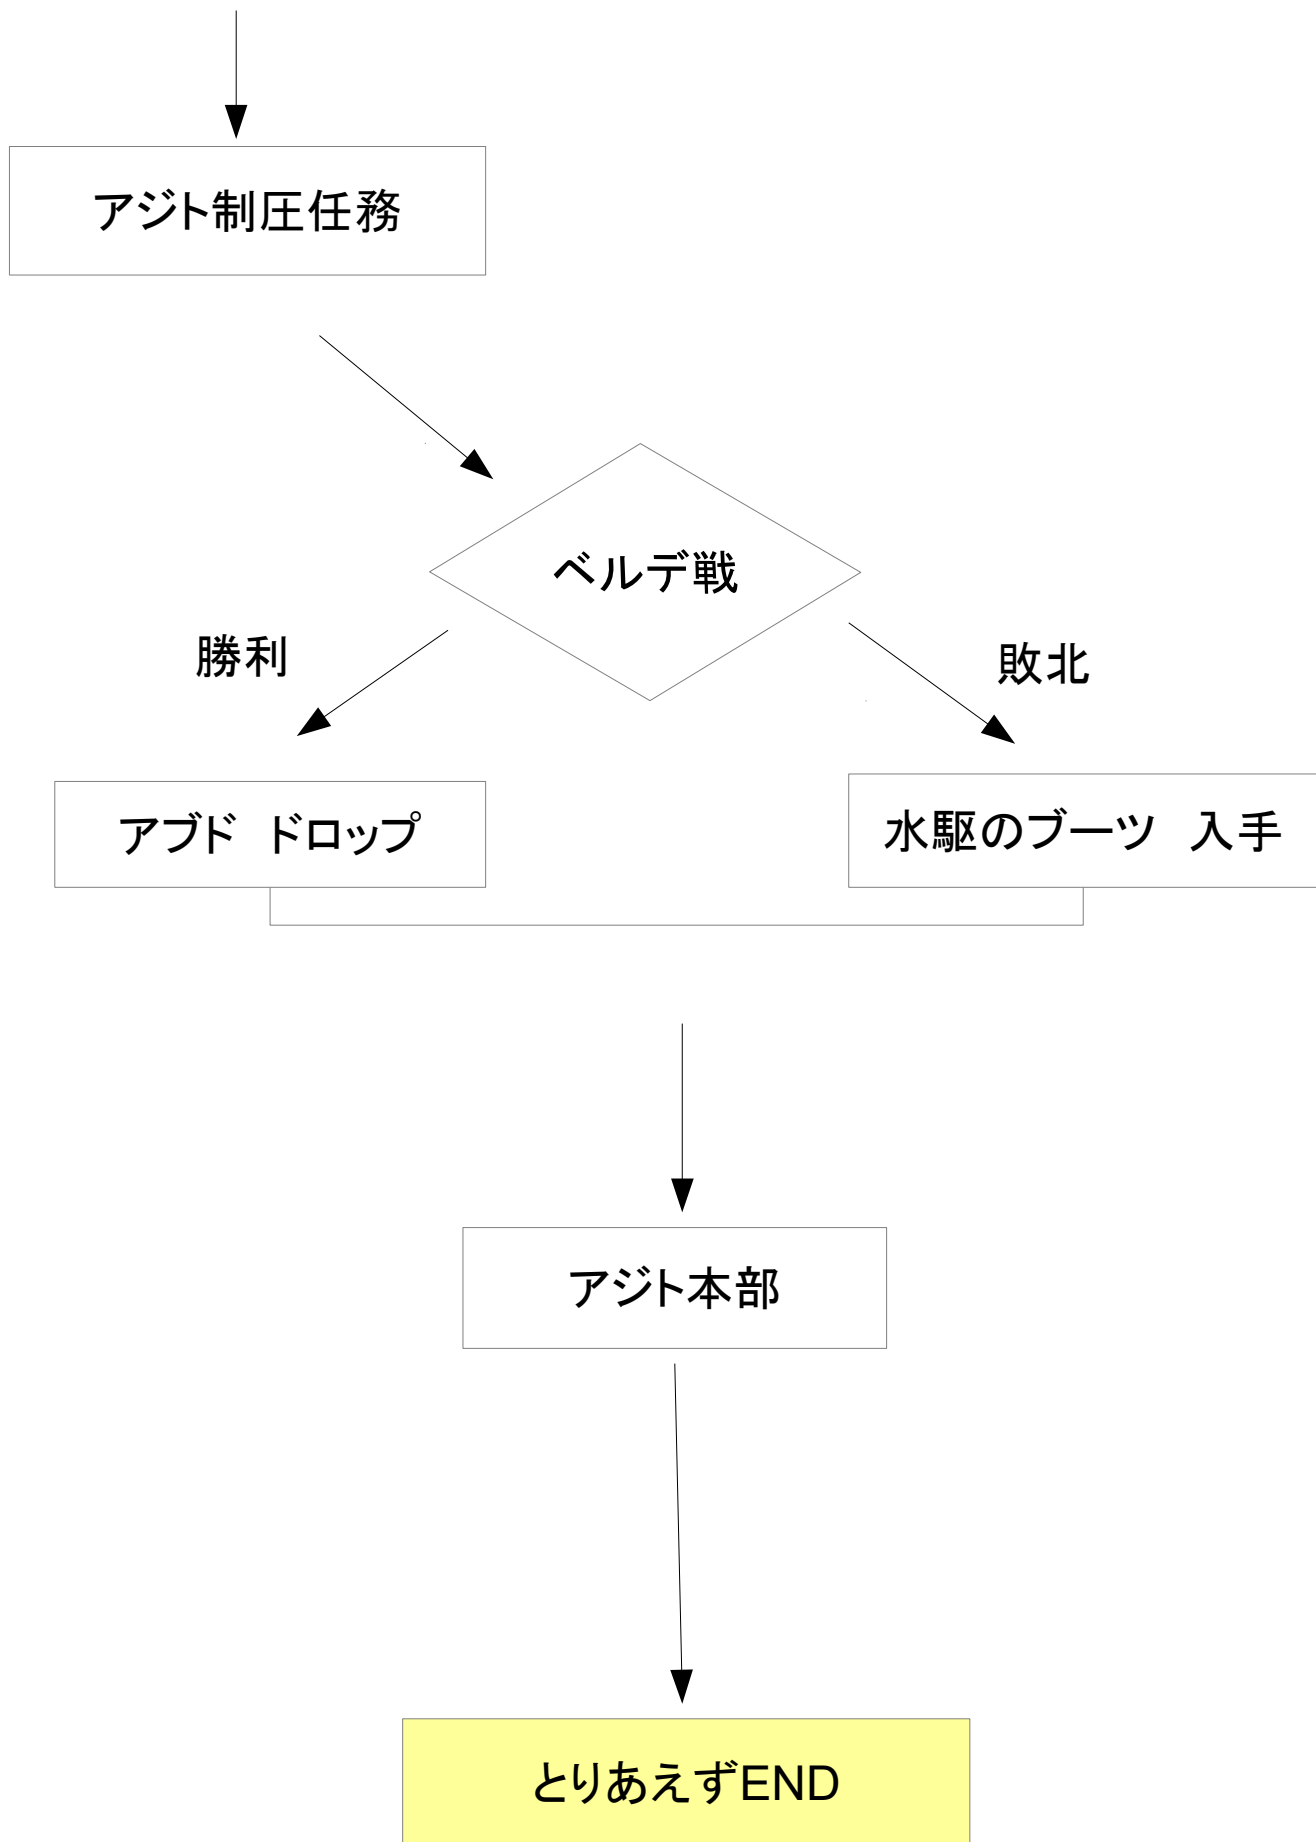 アジト制圧任務
ベルデ戦
勝利
敗北
アブド　ドロップ
水駆のブーツ　入手
アジト本部
とりあえずEND